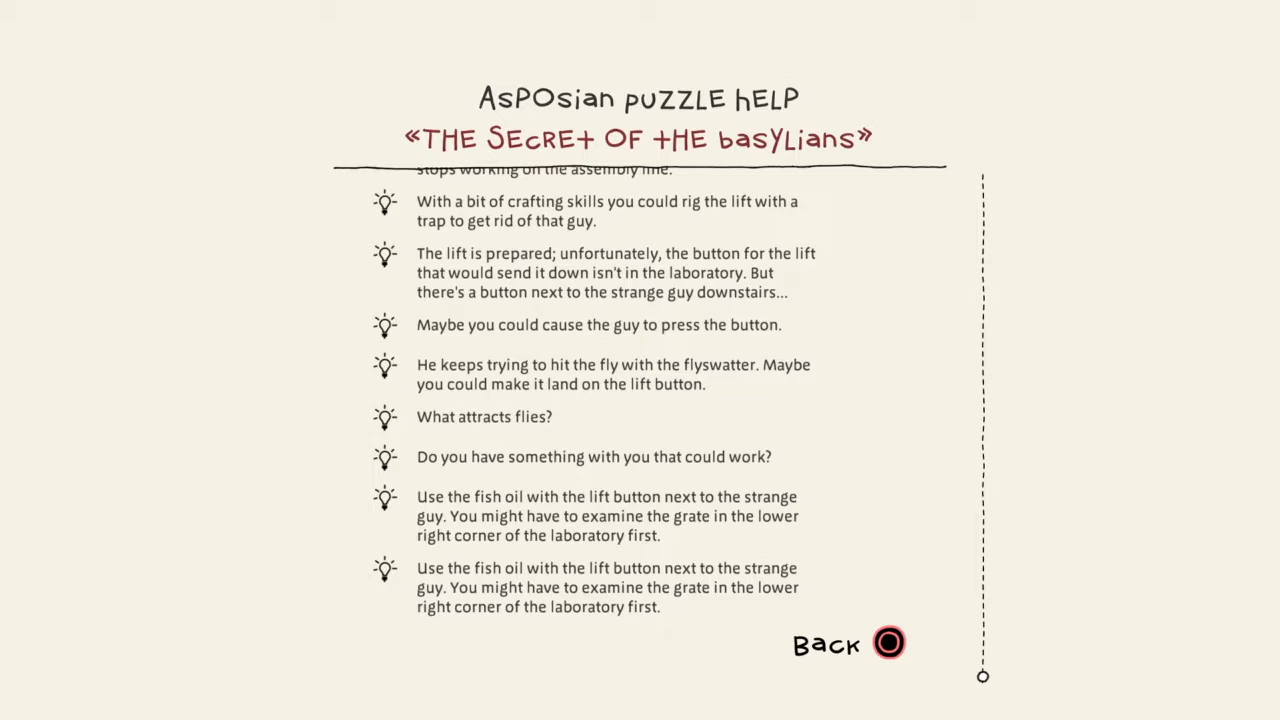 AsPOsian PUZZLE HELP
«THE SECRET OF THE basYLians»
stops working on the assembly line.
With a bit of crafting skills you could rig the lift with a
trap to get rid of that guy.
The lift is prepared; unfortunately, the button for the lift
that would send it down isn't in the laboratory. But
there's a button next to the strange guy downstairs...
Maybe you could cause the guy to press the button.
He keeps trying to hit the fly with the flyswatter. Maybe
you could make it land on the lift button.
What attracts flies?
Do you have something with you that could work?
Use the fish oil with the lift button next to the strange
guy. You might have to examine the grate in the lower
right corner of the laboratory first.
Use the fish oil with the lift button next to the strange
guy. You might have to examine the grate in the lower
right corner of the laboratory first.
Back